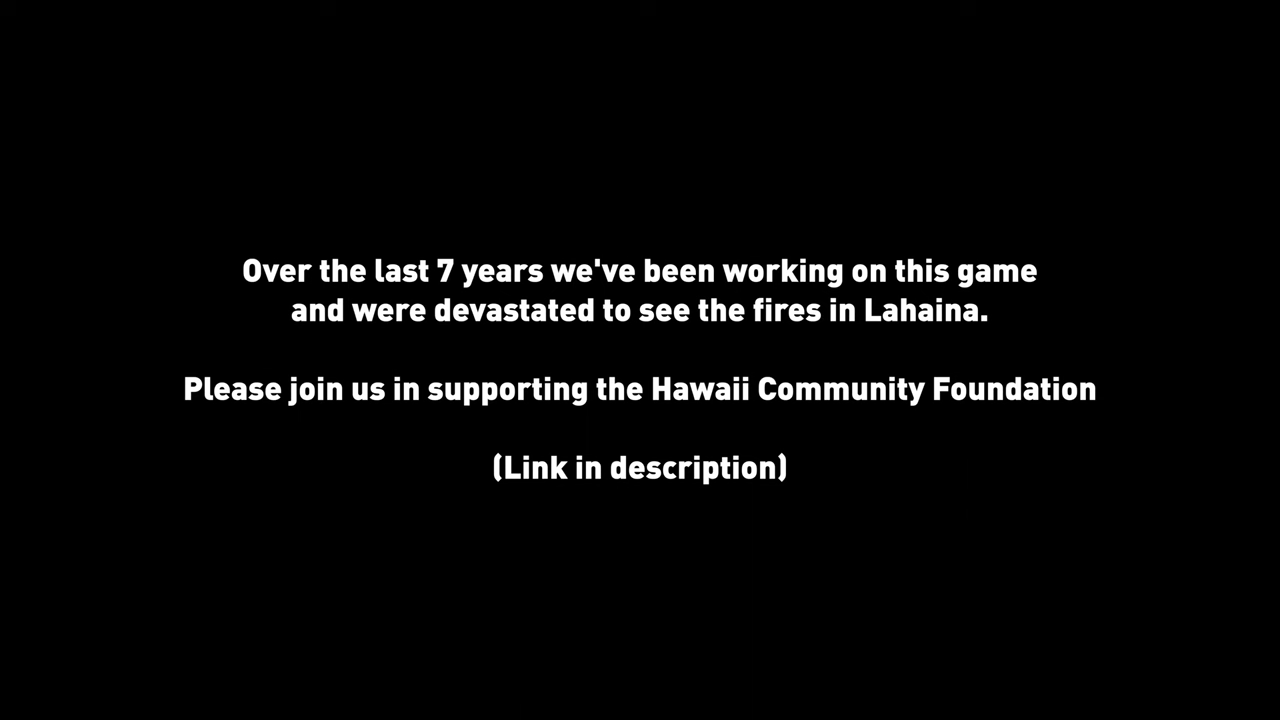 Over the last 7 years we've been working on this game
and were devastated to see the fires in Lahaina.
Please join us in supporting the Hawaii Community Foundation
(Link in description)